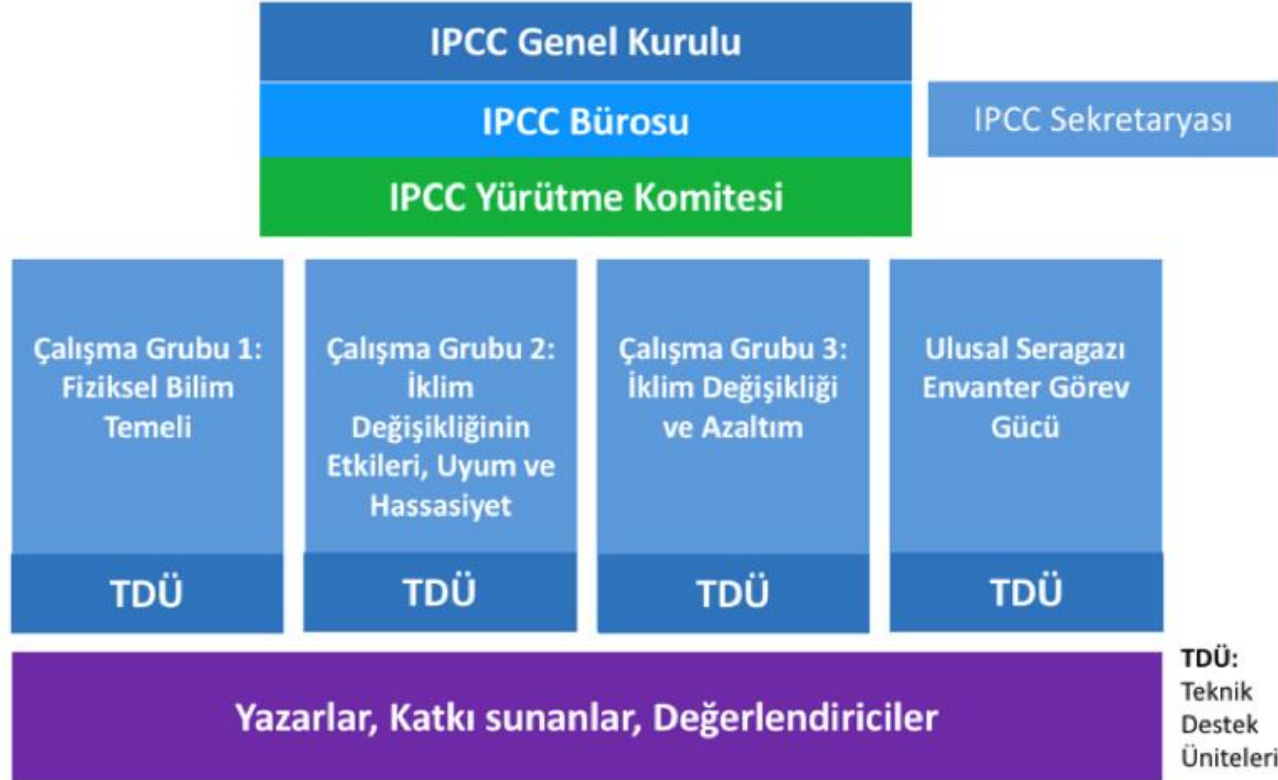 IPCC Genel Kurulu
IPCC Bürosu
IPCC Sekretaryası
IPCC Yürütme Komitesi
Çalışma Grubu 1:
Fiziksel Bilim
Temeli
TDÜ
Çalışma Grubu 2:
İklim
Değişikliğinin
Etkileri, Uyum ve
Hassasiyet
TDÜ
Çalışma Grubu 3:
İklim Değişikliği
ve Azaltım
TDÜ
Ulusal Seragazı
Envanter Görev
Gücü
TDÜ
Yazarlar, Katkı sunanlar, Değerlendiriciler
TDÜ:
Teknik
Destek
Üniteleri